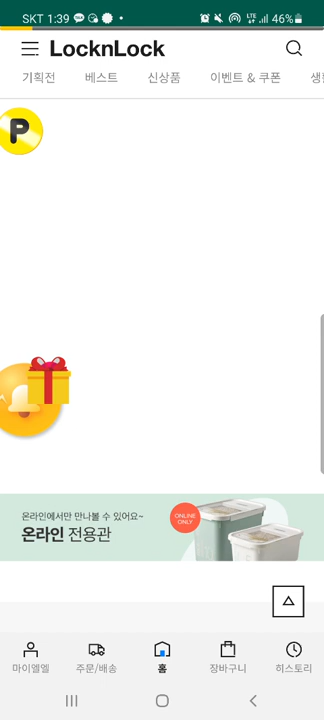 SKT 1:39
LTE 46%
LocknLock
기획전 베스트 신상품 이벤트 & 쿠폰
P
온라인에서만 만나볼 수 있어요~
온라인 전용관
ONLINE
ONLY
마이엘엘 주문/배송 홈 장바구니 히스토리